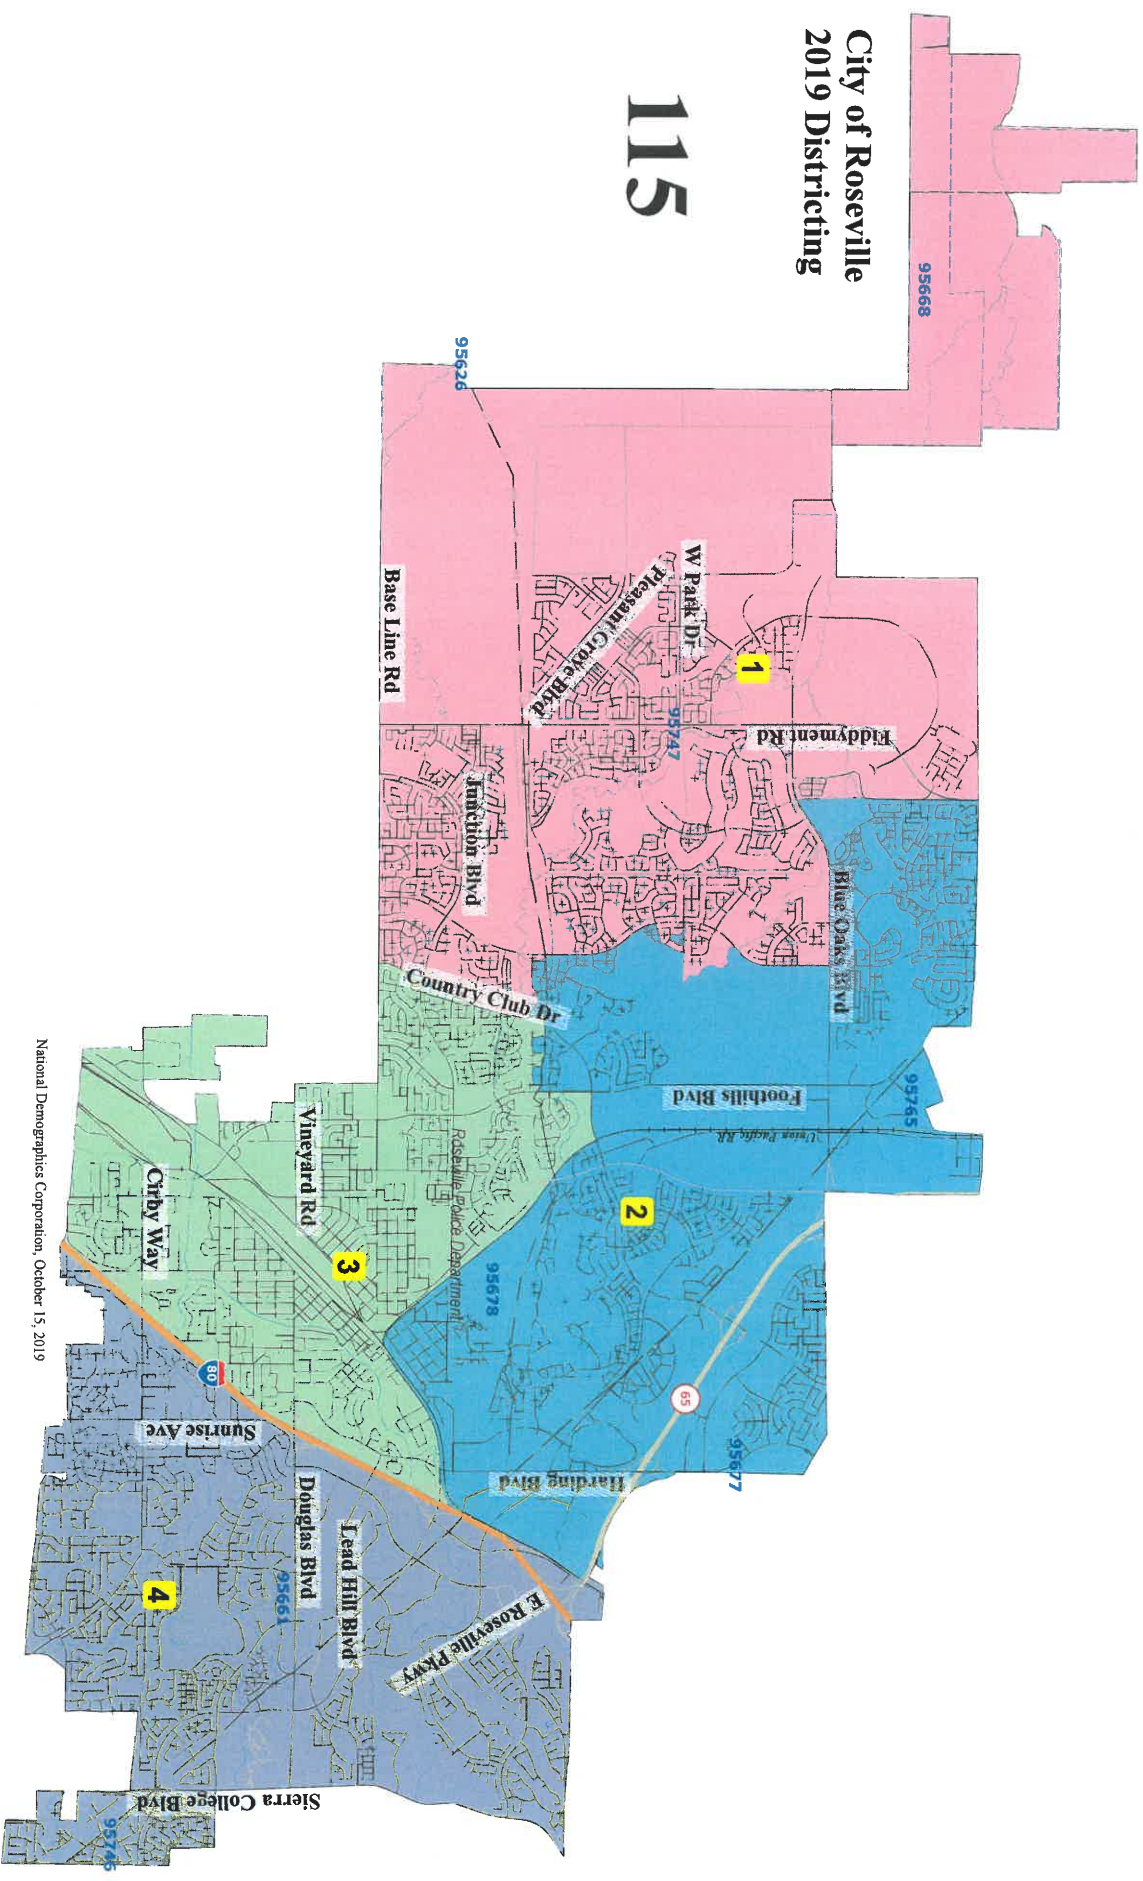 City of Roseville
2019 Districting
115
95668
95626
W Park Dr
Pleasant Grove Blvd
1
Base Line Rd
95747
Fiddyment Rd
Junction Blvd
Blue Oaks Blvd
Country Club Dr
Foothills Blvd
95765
Union Pacific RR
Roseville Police Department
Vineyard Rd
Cirby Way
2
3
95678
65
80
95677
Harding Blvd
Sunrise Ave
Douglas Blvd
Lead Hill Blvd
95661
4
E Roseville Pkwy
Sierra College Blvd
95746
National Demographics Corporation, October 15, 2019